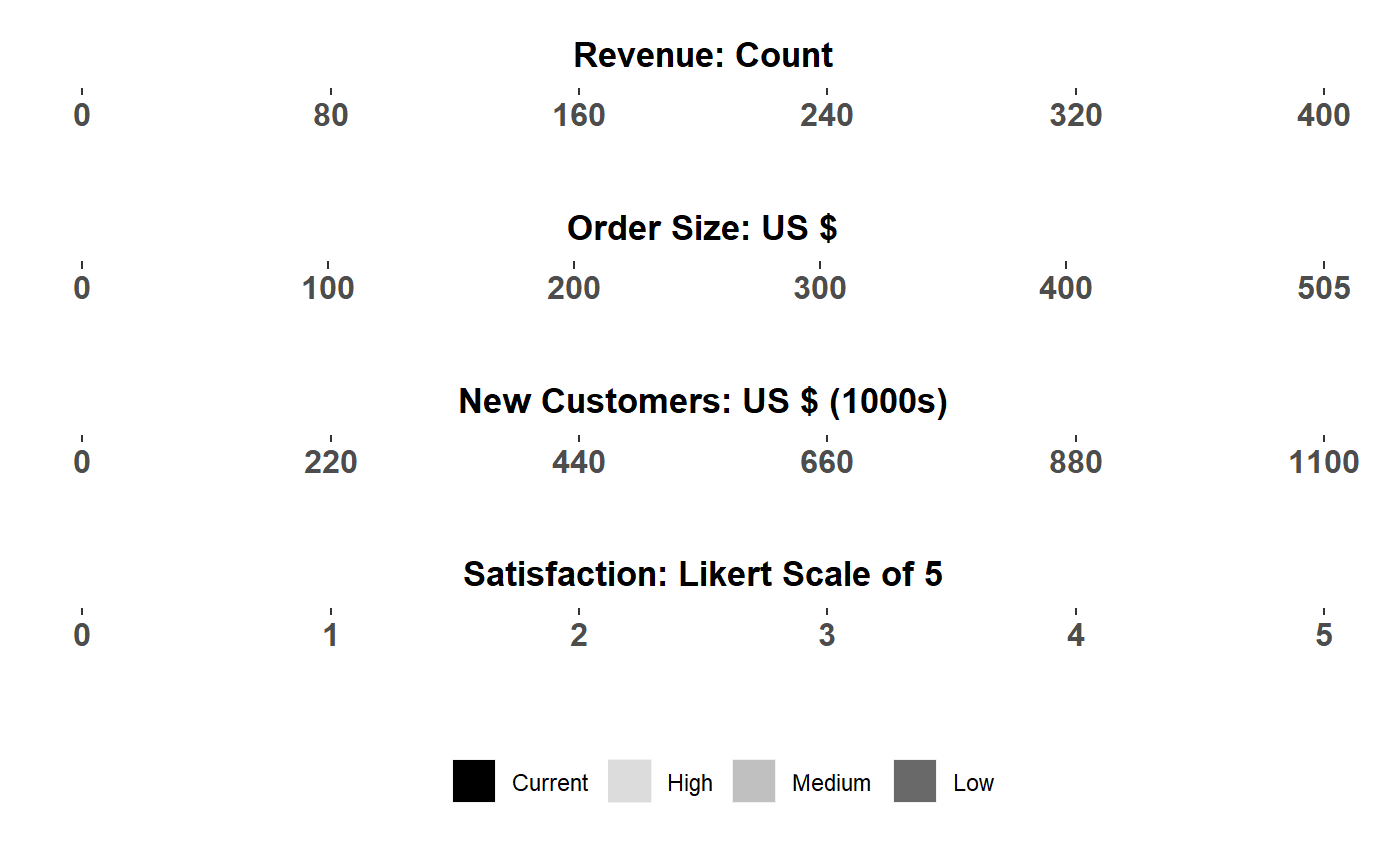 Revenue: Count
0 80 160 240 320 400
Order Size: US $
0 100 200 300 400 505
New Customers: US $ (1000s)
0 220 440 660 880 1100
Satisfaction: Likert Scale of 5
0 1 2 3 4 5
Current High Medium Low